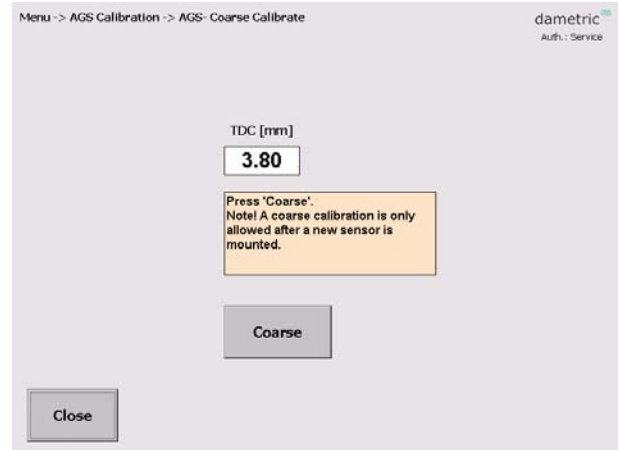 Menu -> AGS Calibration -> AGS- Coarse Calibrate
dametric
Auth.: Service
TDC [mm]
3.80
Press 'Coarse'.
Note! A coarse calibration is only
allowed after a new sensor is
mounted.
Coarse
Close